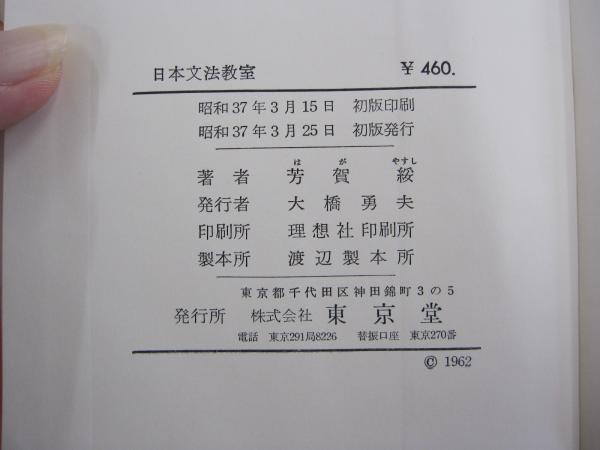 日本文法教室 ¥460.
昭和37年3月15日 初版印刷
昭和37年3月25日 初版発行
は が やすし
著者 芳賀 綏
発行者 大橋勇夫
印刷所 理想社印刷所
製本所 渡辺製本所
東京都千代田区神田錦町3の5
発行所 株式会社 東京堂
電話 東京291局8226 替振口座 東京270番
© 1962